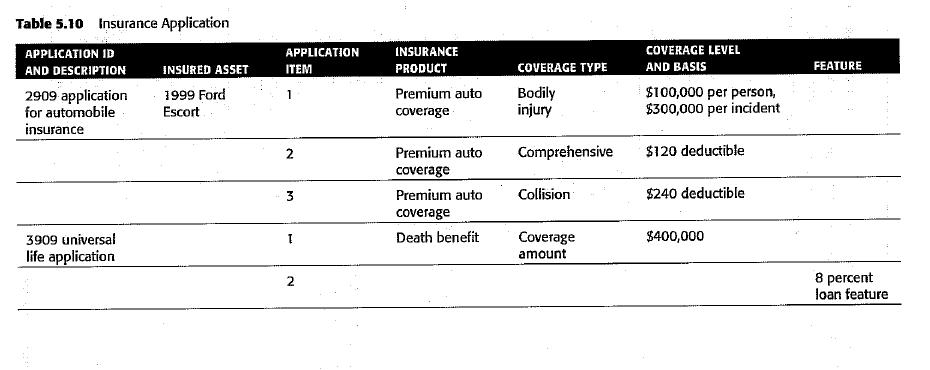 Table 5.10 Insurance Application
APPLICATION ID AND DESCRIPTION INSURED ASSET APPLICATION ITEM INSURANCE PRODUCT COVERAGE TYPE COVERAGE LEVEL AND BASIS FEATURE
2909 application 1999 Ford 1 Premium auto Bodily $100,000 per person,
for automobile Escort coverage injury $300,000 per incident
insurance
2 Premium auto Comprehensive $120 deductible
coverage
3 Premium auto Collision $240 deductible
coverage
3909 universal 1 Death benefit Coverage $400,000
life application amount
2 8 percent
loan feature